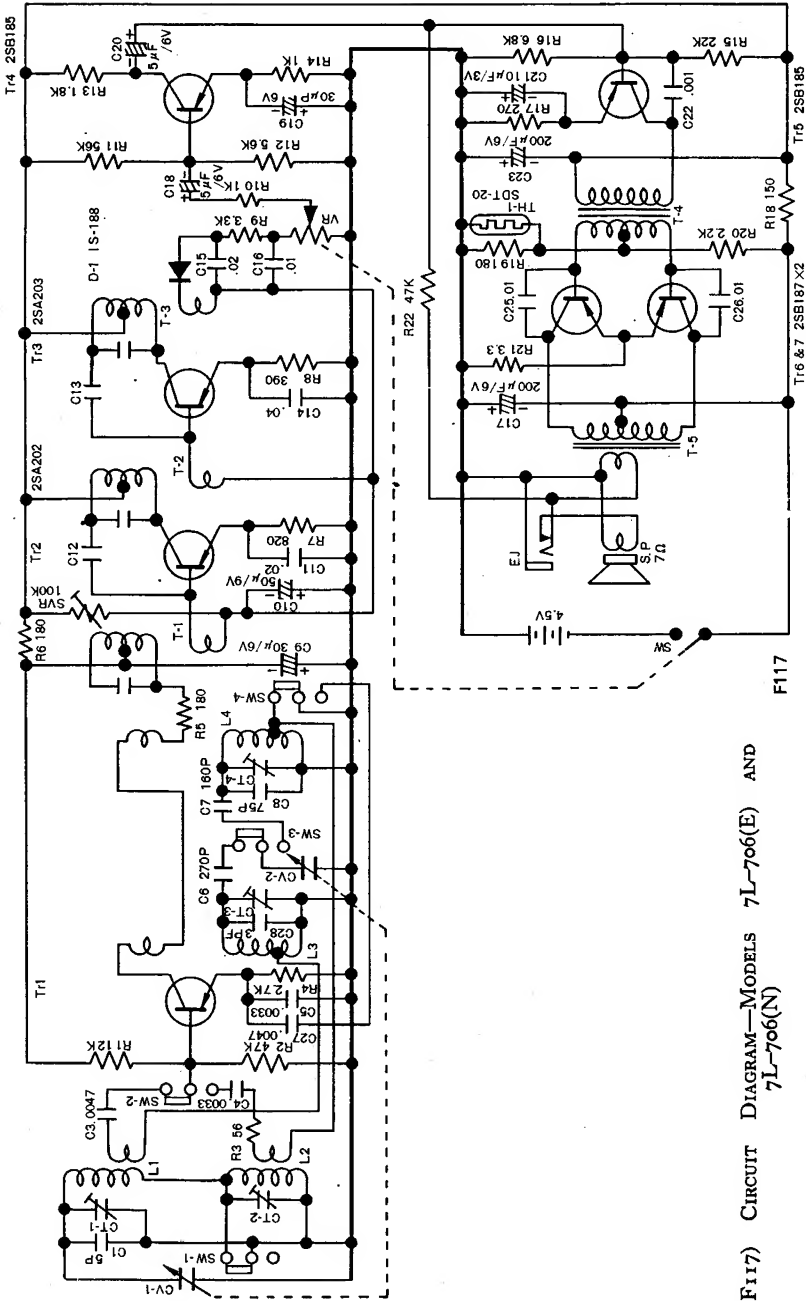 Tr4 2SB185
C20
5μF
/6V
R13 1.8K
R14 1K
30μP
6V
C19
R11 56K
R12 5.6K
C18
5μF
/6V
R10 1K
VR
R9 3.3K
C15
.02
C16
.01
D-1 IS-188
T-3
Tr3
2SA203
C13
R8
390
C14 .04
T-2
2SA202
Tr2
C12
R7
820
C11
.02
50μ/9V
C10
SVR
100K
T-1
R6 180
C9 30μ/6V
SW-4
R5 180
L4
CT-4
C7 160P
C8
75P
SW-3
CV-2
C6 270P
CT-3
C28
3PF
L3
Tr1
R4
2.7K
C5
.0033
C27
.0047
R1 12K
R2 47K
SW-2
C3.0047
C4.0033
R3 56
L1
L2
CT-1
C1
5P
CT-2
SW-1
CV-1
R16 6.8K
C21 10μF/3V
R17 270
R15 22K
.001
C22
Tr5 2SB185
200μF/6V
C23
TH-1
SDT-20
T-4
R18 150
R19 180
R20 2.2K
R22 47K
C25.01
C26.01
Tr6 & 7 2SB187X2
R21 3.3
200μF/6V
C17
T-5
EJ
S.P
7Ω
4.5V
SW
F117
F117) CIRCUIT DIAGRAM—MODELS 7L-706(E) AND
7L-706(N)